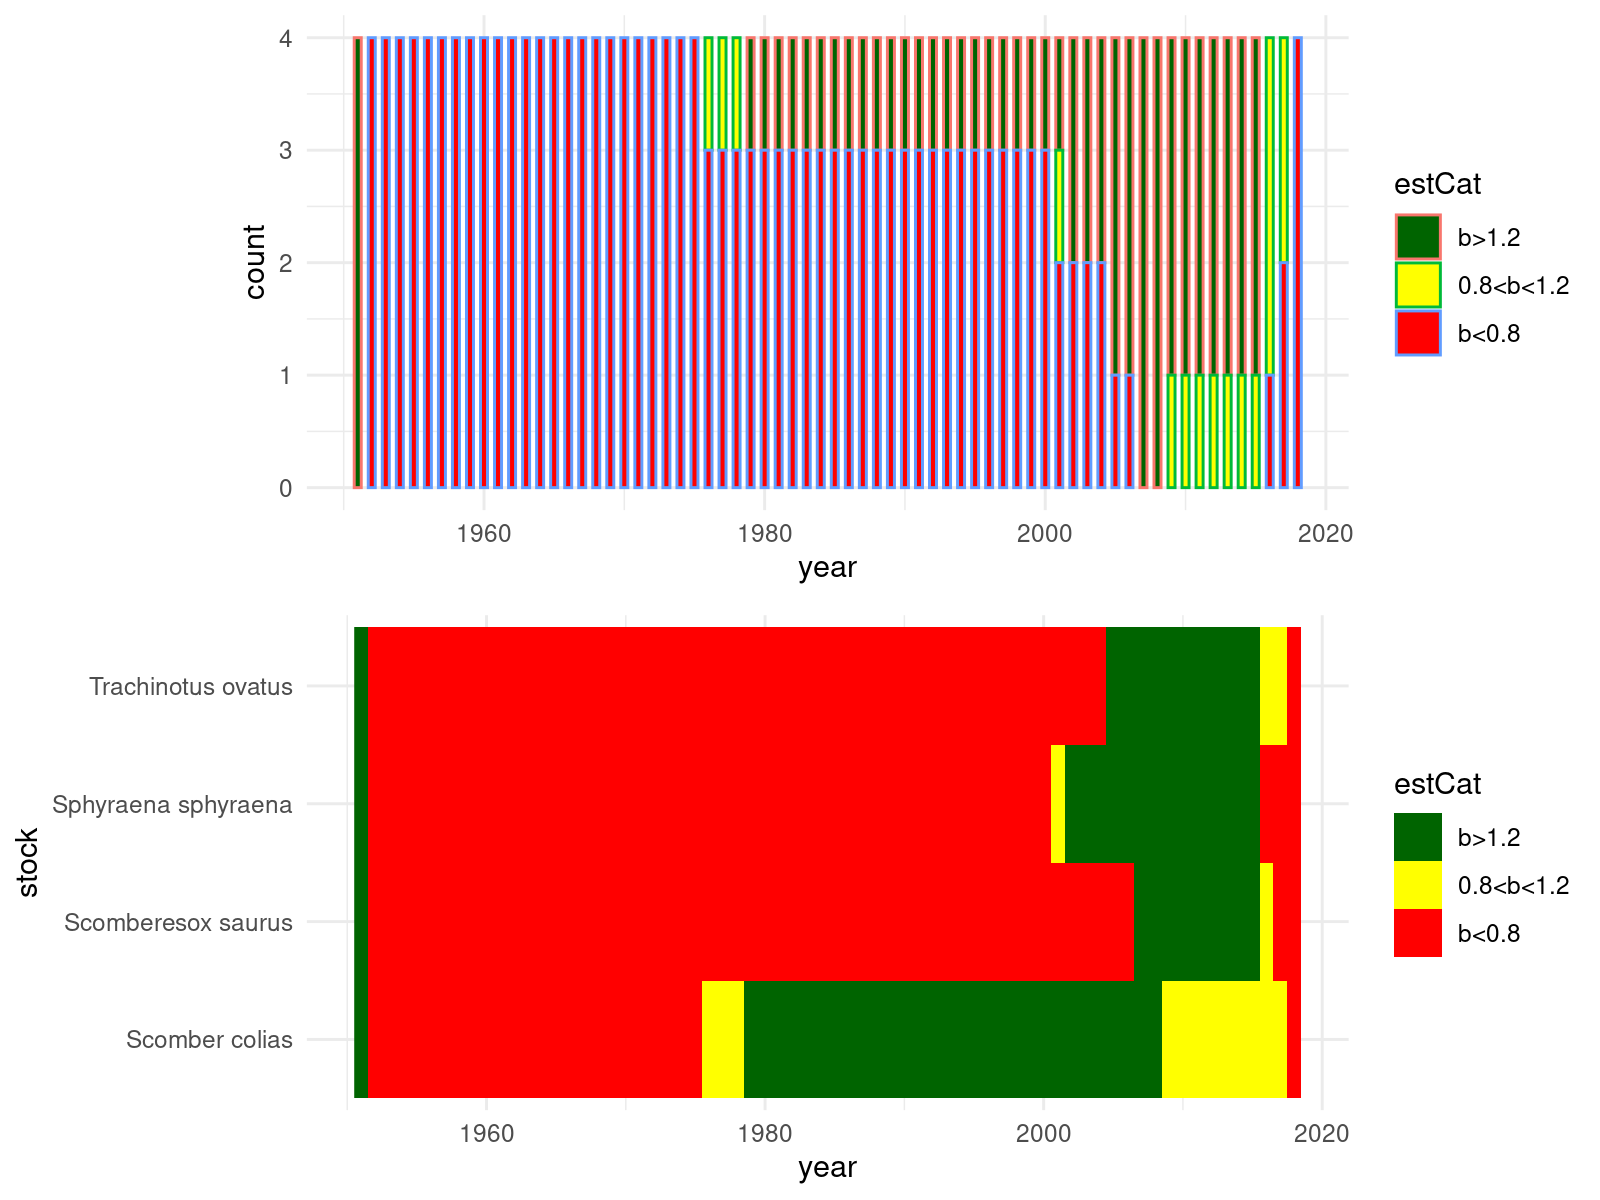 4
3
2
1
0
count
1960 1980 2000 2020
year
estCat
b>1.2
0.8<b<1.2
b<0.8
Trachinotus ovatus
Sphyraena sphyraena
Scomberesox saurus
Scomber colias
stock
1960 1980 2000 2020
year
estCat
b>1.2
0.8<b<1.2
b<0.8